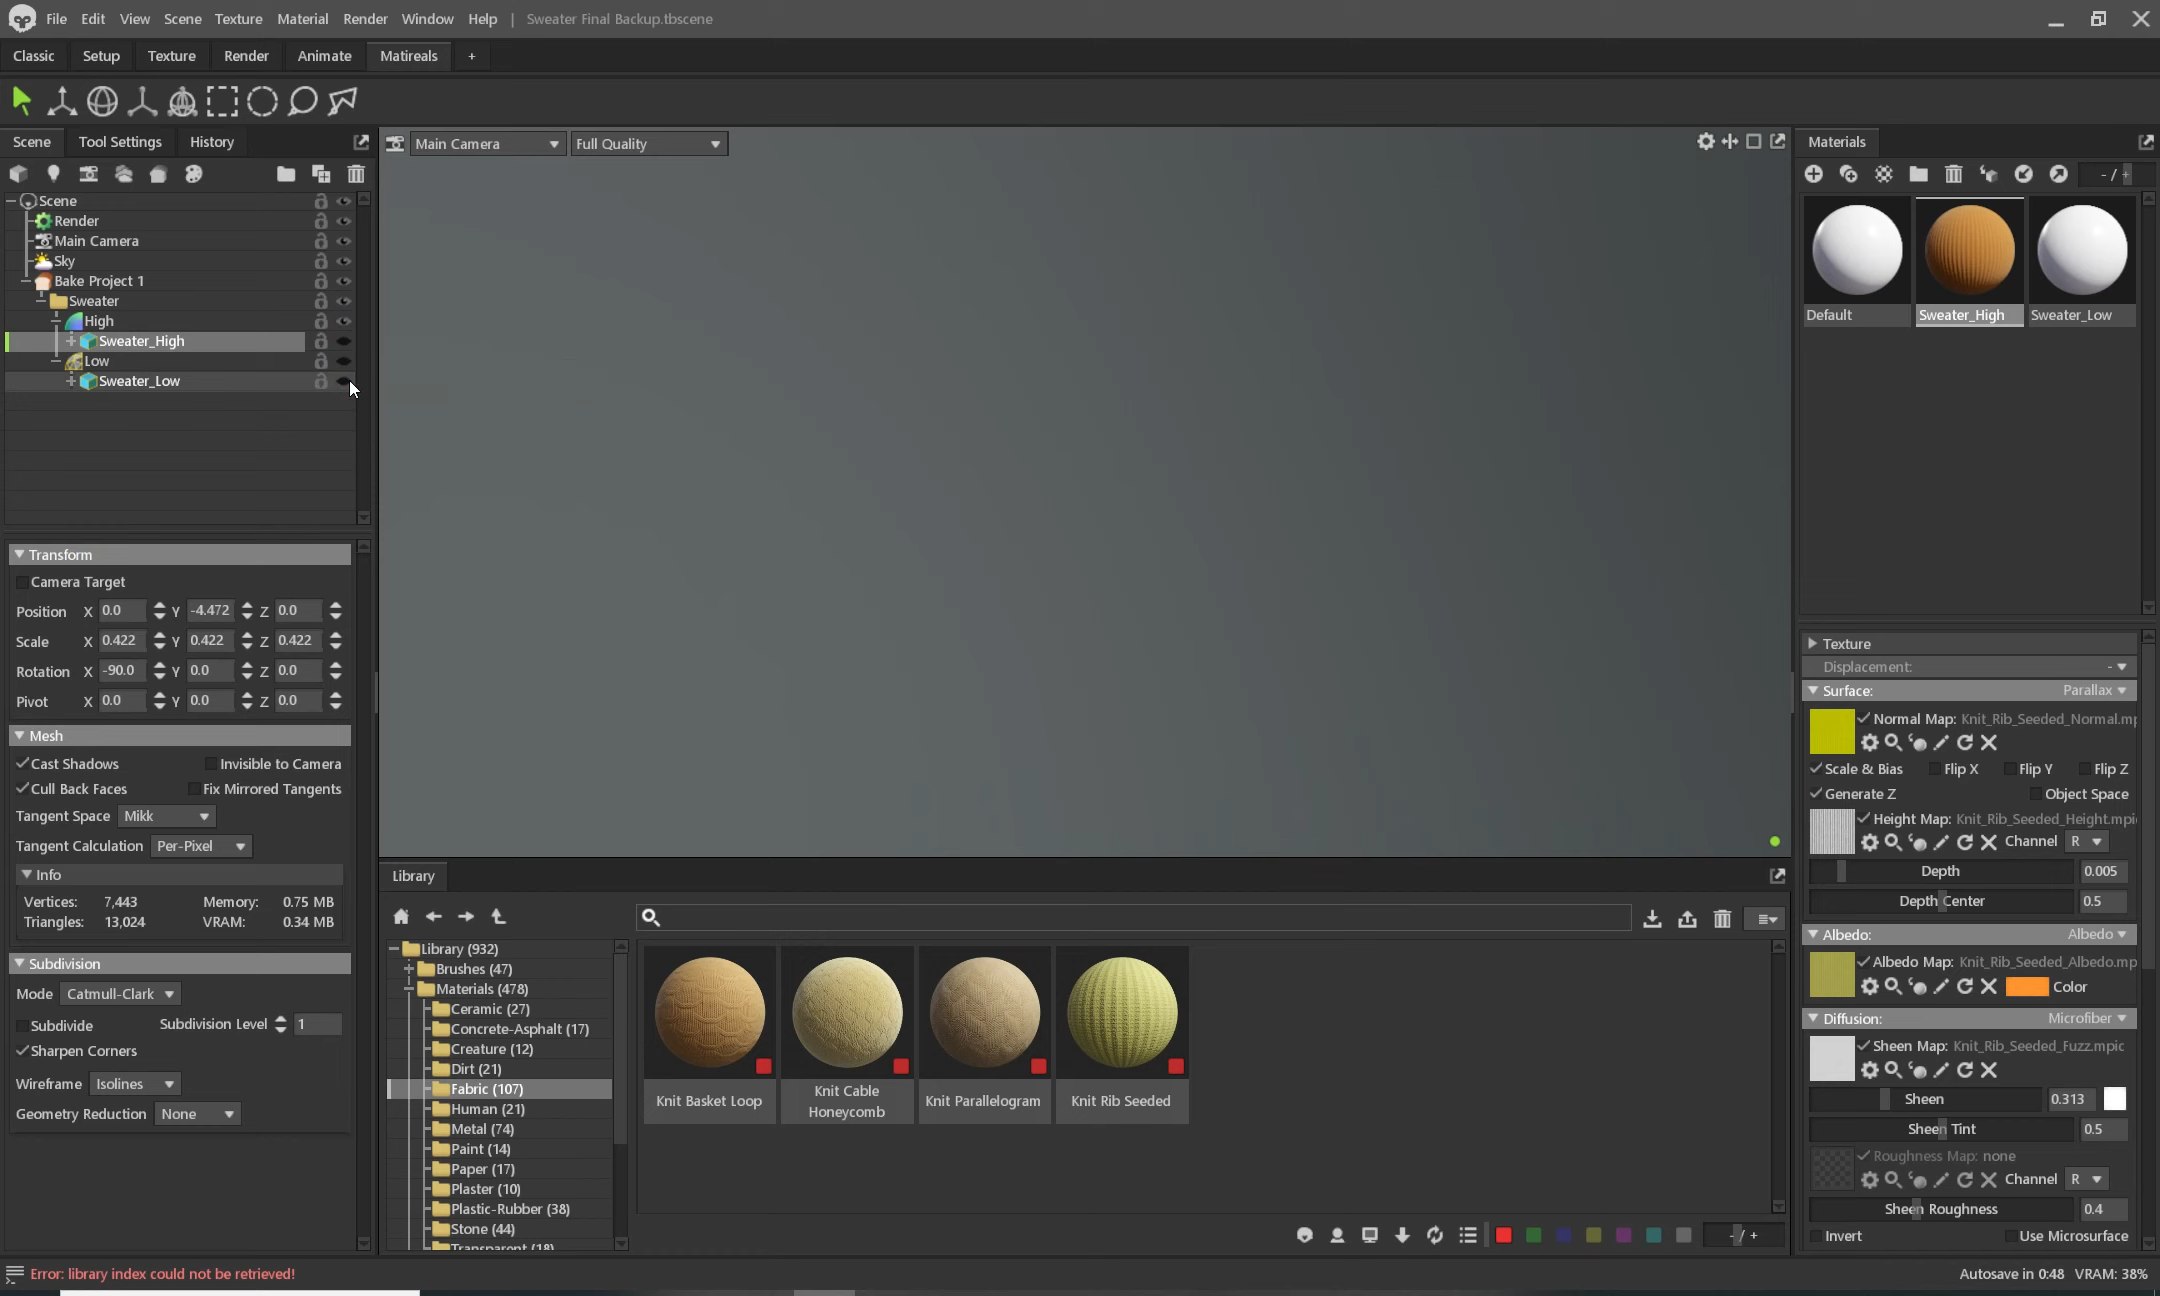 File Edit View Scene Texture Material Render Window Help | Sweater Final Backup.tbscene
Classic Setup Texture Render Animate Matireals +
Scene Tool Settings History
Main Camera Full Quality
Materials
- / +
Scene
Render
Main Camera
Sky
Bake Project 1
Sweater
High
Sweater_High
Low
Sweater_Low
Default Sweater_High Sweater_Low
Transform
Camera Target
Position X 0.0 Y -4.472 Z 0.0
Scale X 0.422 Y 0.422 Z 0.422
Rotation X -90.0 Y 0.0 Z 0.0
Pivot X 0.0 Y 0.0 Z 0.0
Mesh
Cast Shadows Invisible to Camera
Cull Back Faces Fix Mirrored Tangents
Tangent Space Mikk
Tangent Calculation Per-Pixel
Info
Vertices: 7,443 Memory: 0.75 MB
Triangles: 13,024 VRAM: 0.34 MB
Subdivision
Mode Catmull-Clark
Subdivide Subdivision Level 1
Sharpen Corners
Wireframe Isolines
Geometry Reduction None
Library
Library (932)
Brushes (47)
Materials (478)
Ceramic (27)
Concrete-Asphalt (17)
Creature (12)
Dirt (21)
Fabric (107)
Human (21)
Metal (74)
Paint (14)
Paper (17)
Plaster (10)
Plastic-Rubber (38)
Stone (44)
Transparent (18)
Knit Basket Loop
Knit Cable
Honeycomb
Knit Parallelogram
Knit Rib Seeded
- / +
Texture
Displacement: -
Surface: Parallax
Normal Map: Knit_Rib_Seeded_Normal.mp
Scale & Bias Flip X Flip Y Flip Z
Generate Z Object Space
Height Map: Knit_Rib_Seeded_Height.mpi
Channel R
Depth 0.005
Depth Center 0.5
Albedo: Albedo
Albedo Map: Knit_Rib_Seeded_Albedo.mp
Color
Diffusion: Microfiber
Sheen Map: Knit_Rib_Seeded_Fuzz.mpic
Sheen 0.313
Sheen Tint 0.5
Roughness Map: none
Channel R
Sheen Roughness 0.4
Invert Use Microsurface
Error: library index could not be retrieved!
Autosave in 0:48 VRAM: 38%